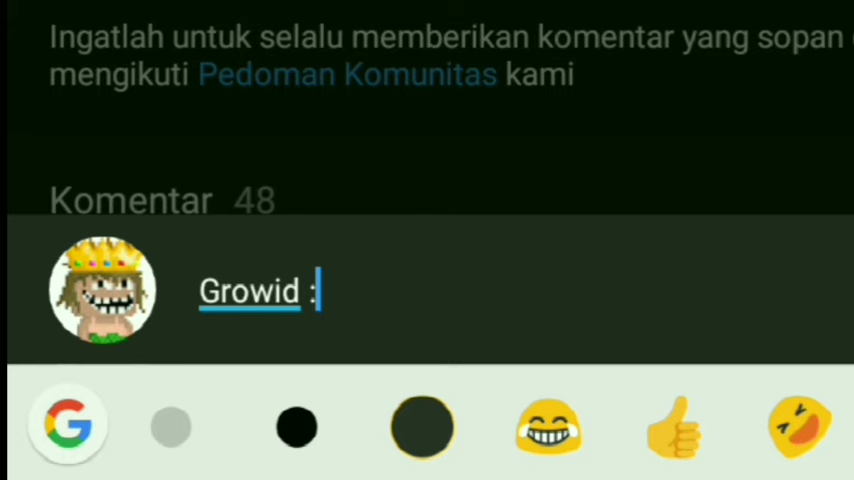 Ingatlah untuk selalu memberikan komentar yang sopan
mengikuti Pedoman Komunitas kami
Komentar 48
Growid :